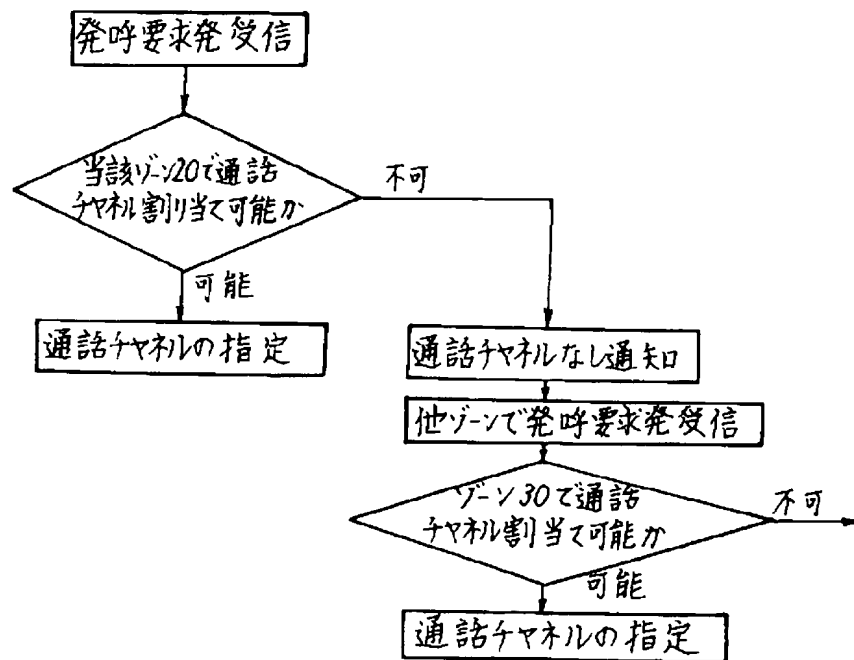 発呼要求発受信
当該ゾーン20で通話
チャネル割り当て可能か
不可
可能
通話チャネルの指定
通話チャネルなし通知
他ゾーンで発呼要求発受信
ゾーン30で通話
チャネル割当て可能か
不可
可能
通話チャネルの指定